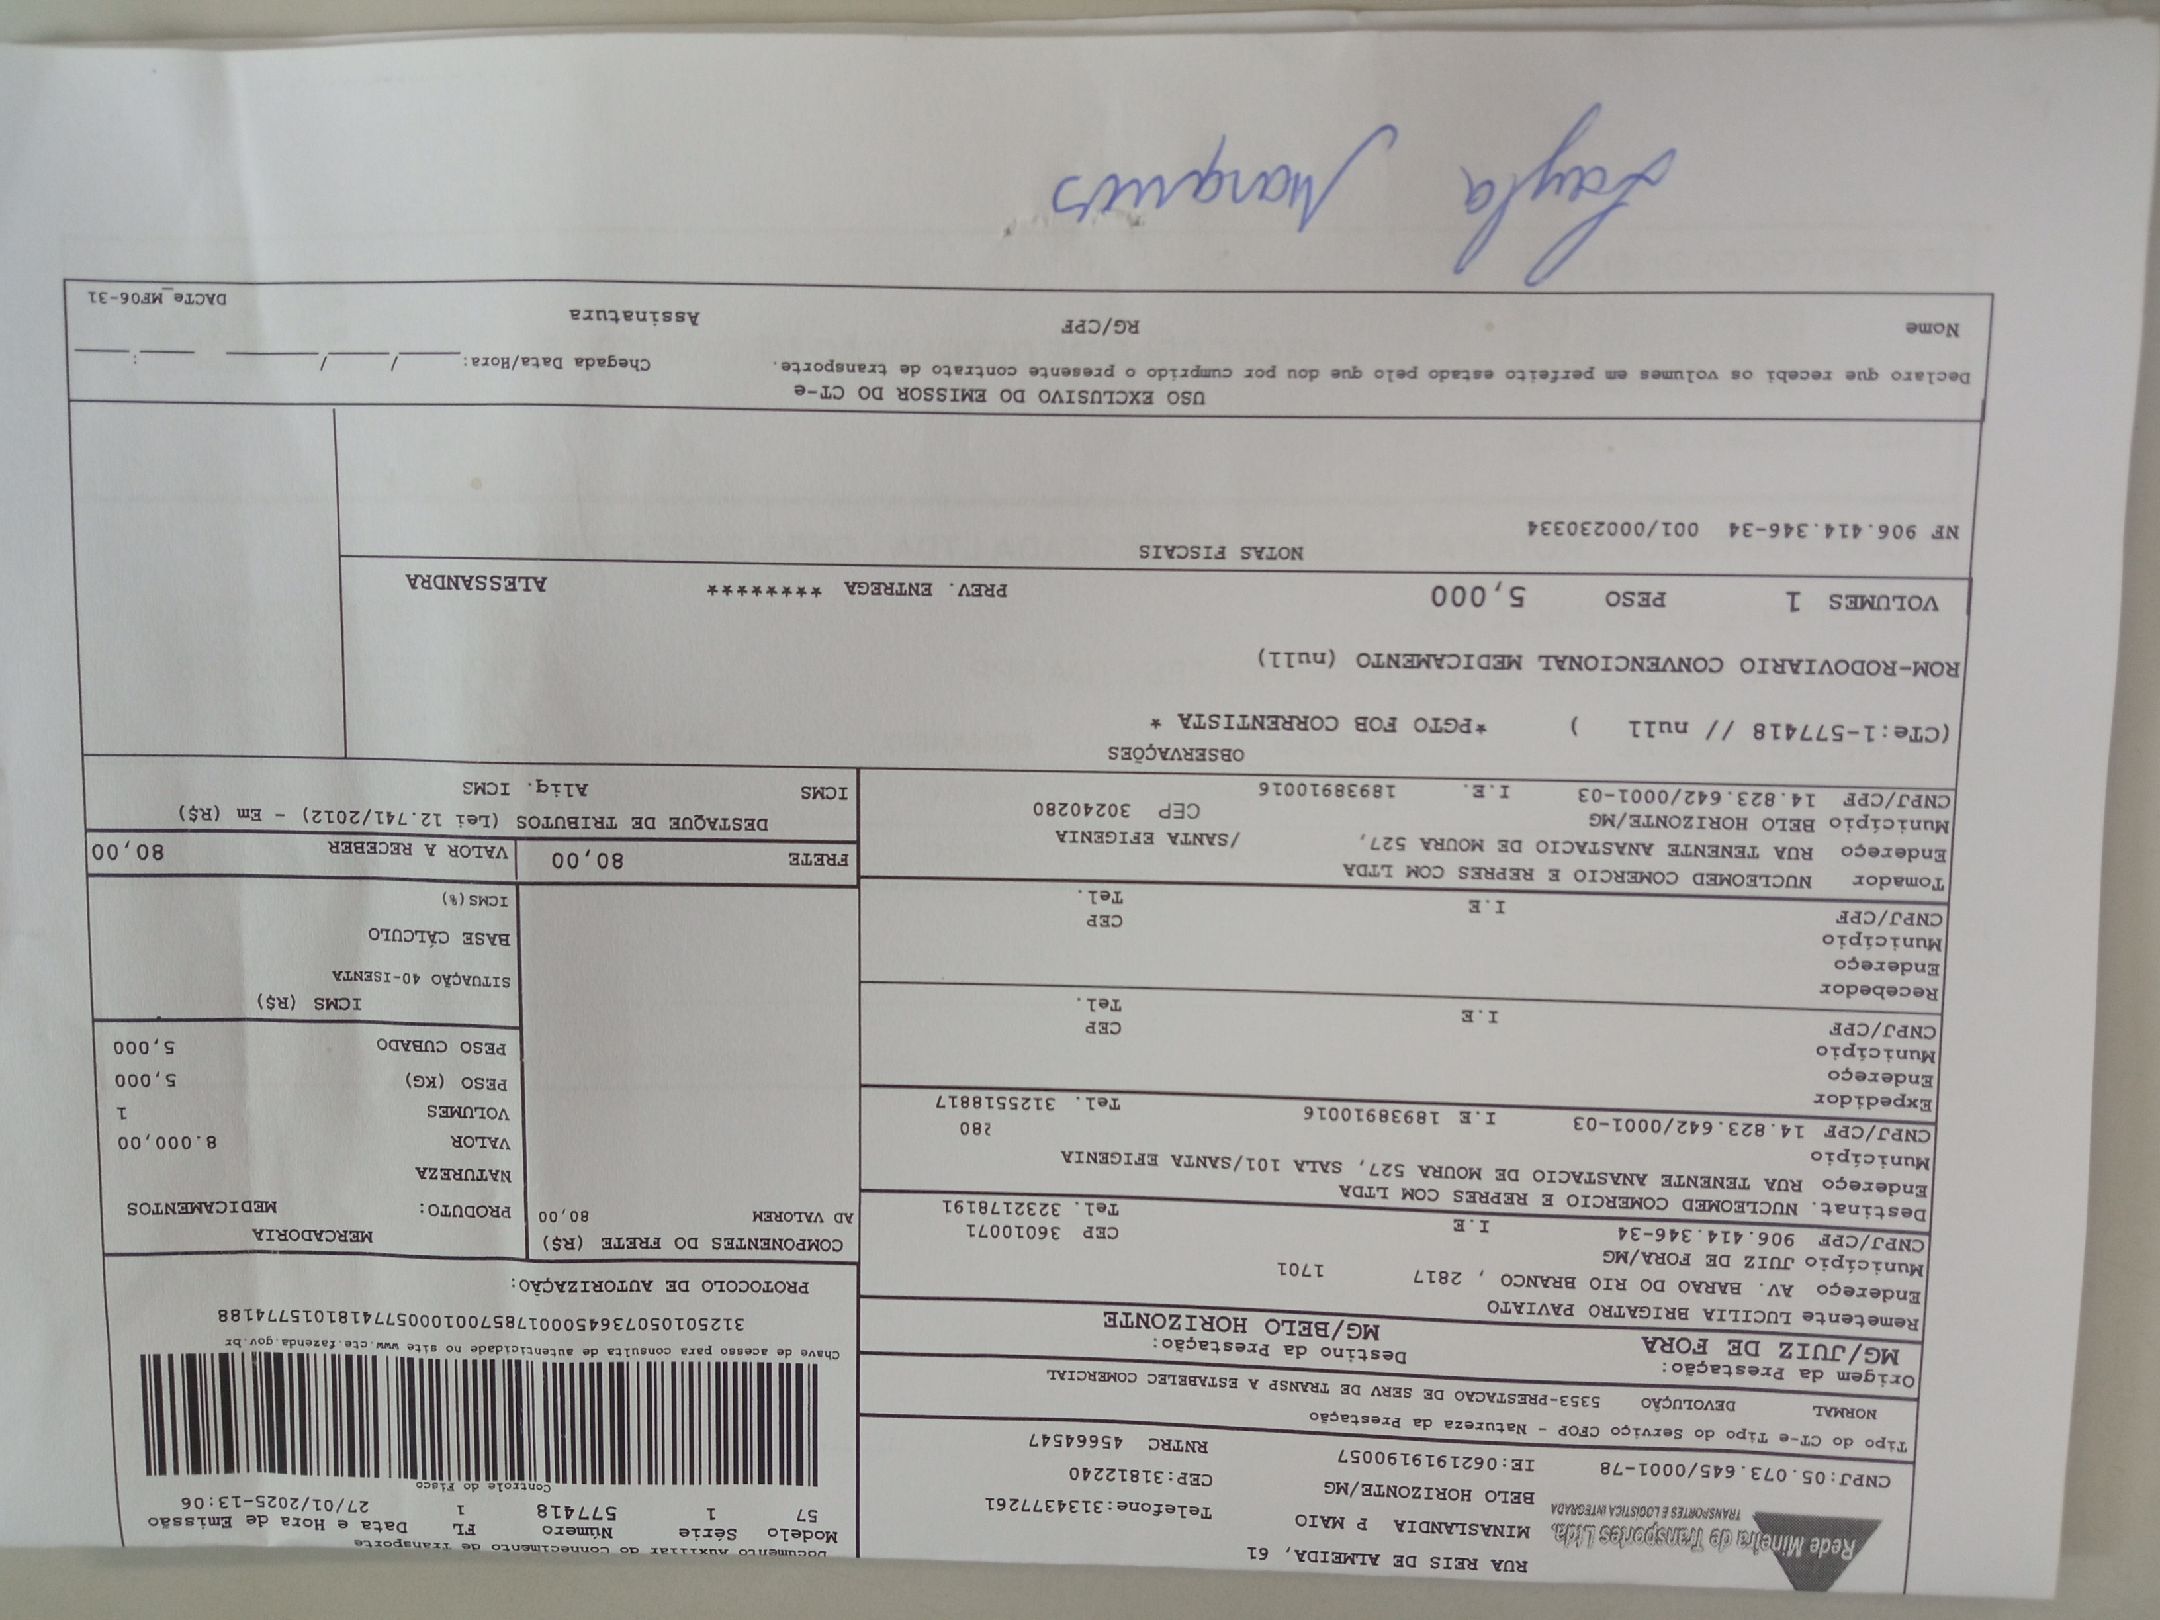 Rede Mineira de Transportes Ltda.
TRANSPORTES E LOGISTICA INTEGRADA
RUA REIS DE ALMEIDA, 61
MINASLANDIA P MAIO Telefone:3134377261
BELO HORIZONTE/MG CEP:31812240
CNPJ:05.073.645/0001-78 IE:0621919190057 RNTRC 45664547
Documento Auxiliar do Conhecimento de Transporte
Modelo Série Número FL Data e Hora de Emissão
57 1 577418 1 27/01/2025-13:06
Controle do Fisco
Chave de acesso para consulta de autenticidade no site www.cte.fazenda.gov.br
31250105073645000178570010005774181015774188
PROTOCOLO DE AUTORIZAÇÃO:
Tipo do CT-e Tipo do Serviço CFOP - Natureza da Prestação
NORMAL DEVOLUÇÃO 5353-PRESTACAO DE SERV DE TRANSP A ESTABELEC COMERCIAL
Origem da Prestação: Destino da Prestação:
MG/JUIZ DE FORA MG/BELO HORIZONTE
Remetente LUCILIA BRIGATRO PAVIATO
Endereço AV. BARAO DO RIO BRANCO , 2817 1701
Município JUIZ DE FORA/MG CEP 36010071
CNPJ/CPF 906.414.346-34 I.E Tel. 3232178191
Destinat. NUCLEOMED COMERCIO E REPRES COM LTDA
Endereço RUA TENENTE ANASTACIO DE MOURA 527, SALA 101/SANTA EFIGENIA
Município 280
CNPJ/CPF 14.823.642/0001-03 I.E 18938910016 Tel. 3125518817
Expedidor
Endereço
Município CEP
CNPJ/CPF I.E Tel.
Recebedor
Endereço
Município CEP
CNPJ/CPF I.E Tel.
Tomador NUCLEOMED COMERCIO E REPRES COM LTDA
Endereço RUA TENENTE ANASTACIO DE MOURA 527, /SANTA EFIGENIA
Município BELO HORIZONTE/MG CEP 30240280
CNPJ/CPF 14.823.642/0001-03 I.E. 18938910016
COMPONENTES DO FRETE (R$)
AD VALOREM 80,00
MERCADORIA
PRODUTO: MEDICAMENTOS
NATUREZA
VALOR 8.000,00
VOLUMES 1
PESO (KG) 5,000
PESO CUBADO 5,000
ICMS (R$)
SITUAÇÃO 40-ISENTA
BASE CÁLCULO
ICMS(%)
FRETE 80,00 VALOR A RECEBER 80,00
DESTAQUE DE TRIBUTOS (Lei 12.741/2012) - Em (R$)
ICMS Aliq. ICMS
OBSERVAÇÕES
(CTe:1-577418 // null ) *PGTO FOB CORRENTISTA *
ROM-RODOVIARIO CONVENCIONAL MEDICAMENTO (null)
VOLUMES 1 PESO 5,000 PREV. ENTREGA ******** ALESSANDRA
NOTAS FISCAIS
NF 906.414.346-34 001/000230334
USO EXCLUSIVO DO EMISSOR DO CT-e
Declaro que recebi os volumes em perfeito estado pelo que dou por cumprido o presente contrato de transporte. Chegada Data/Hora:____/____/______ ____:____
Nome RG/CPF Assinatura
DACTe_MF06-31
Layla Marques